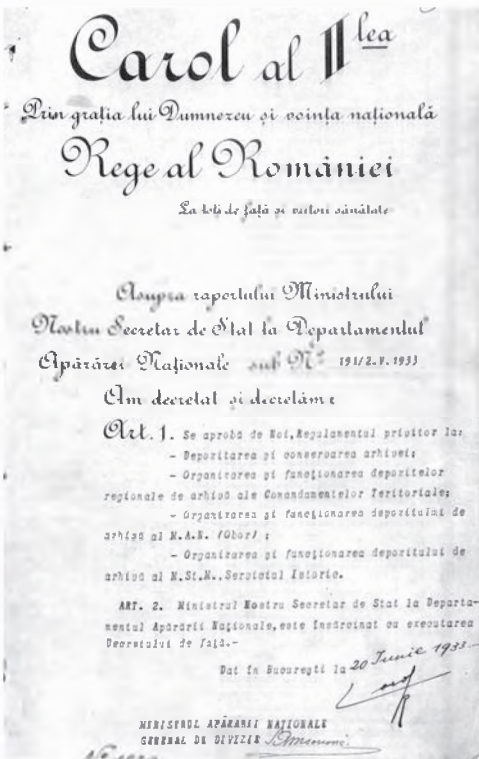 Carol al II lea
Prin grația lui Dumnezeu și voința națională
Rege al României
La toți de față și viitori sănătate
Asupra raportului Ministrului
Nostru Secretar de Stat la Departamentul
Apărărei Naționale sub Nº 191/2.V.1933
Am decretat și decretăm:
Art. 1. Se aprobă de Noi, Regulamentul privitor la:
- Depozitarea și conservarea arhivei;
- Organizarea și funcționarea depozitelor
regionale de arhivă ale Comandamentelor Teritoriale;
- Organizarea și funcționarea depozitului de
arhivă al M.A.N. (Obor) ;
- Organizarea și funcționarea depozitului de
arhivă al M.St.M., Serviciul Istoric.
ART. 2. Ministrul Nostru Secretar de Stat la Departa-
mentul Apărării Naționale, este însărcinat cu executarea
Decretului de față.-
Dat în București la 20 Iunie 1933
Carol
MINISTRUL APĂRĂRII NAȚIONALE
GENERAL DE DIVIZIE